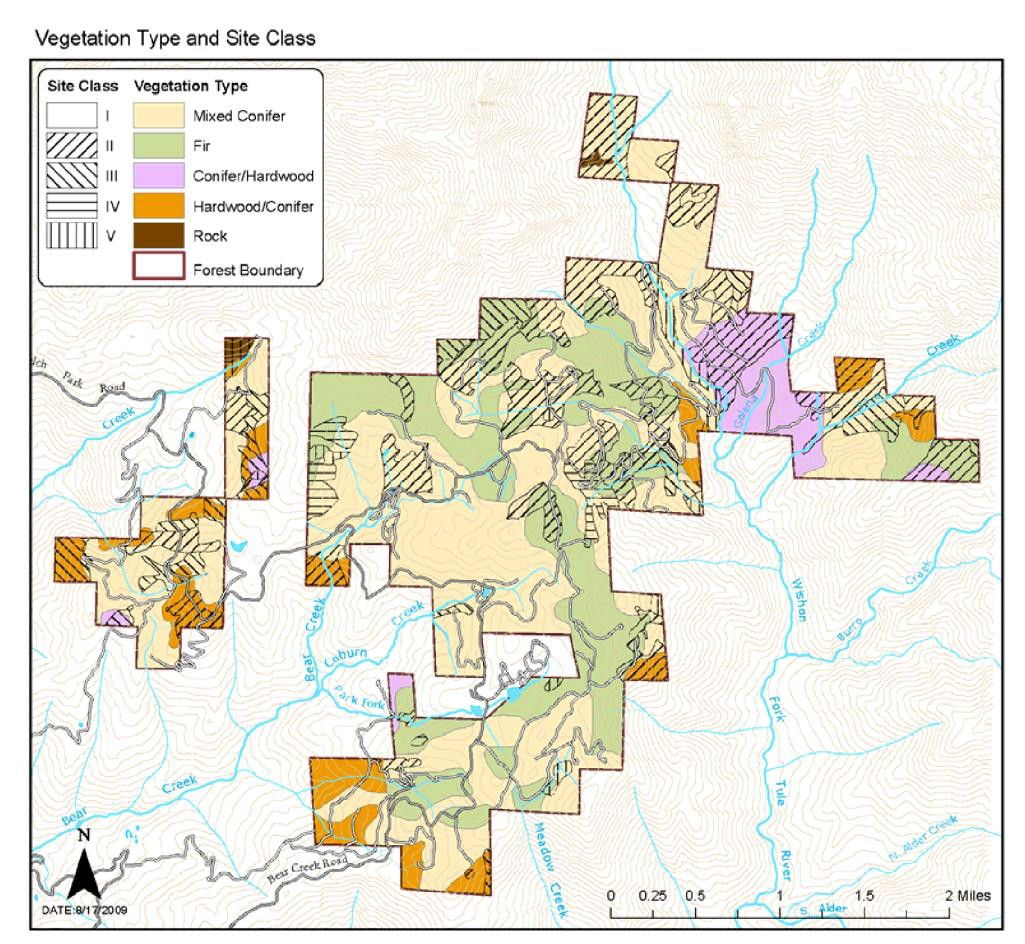 Vegetation Type and Site Class
Site Class Vegetation Type
I Mixed Conifer
II Fir
III Conifer/Hardwood
IV Hardwood/Conifer
V Rock
Forest Boundary
Park Road
Creek
Creek
Creek
Galena
Creek
Wishon
Burro
Bear Creek
Coburn
Creek
Park Fork
Fork
Bear
Creek
Tule
N
Meadow Creek
River
N. Alder Creek
Bear Creek Road
0 0.25 0.5 1 1.5 2 Miles
DATE:8/17/2009
S. Alder